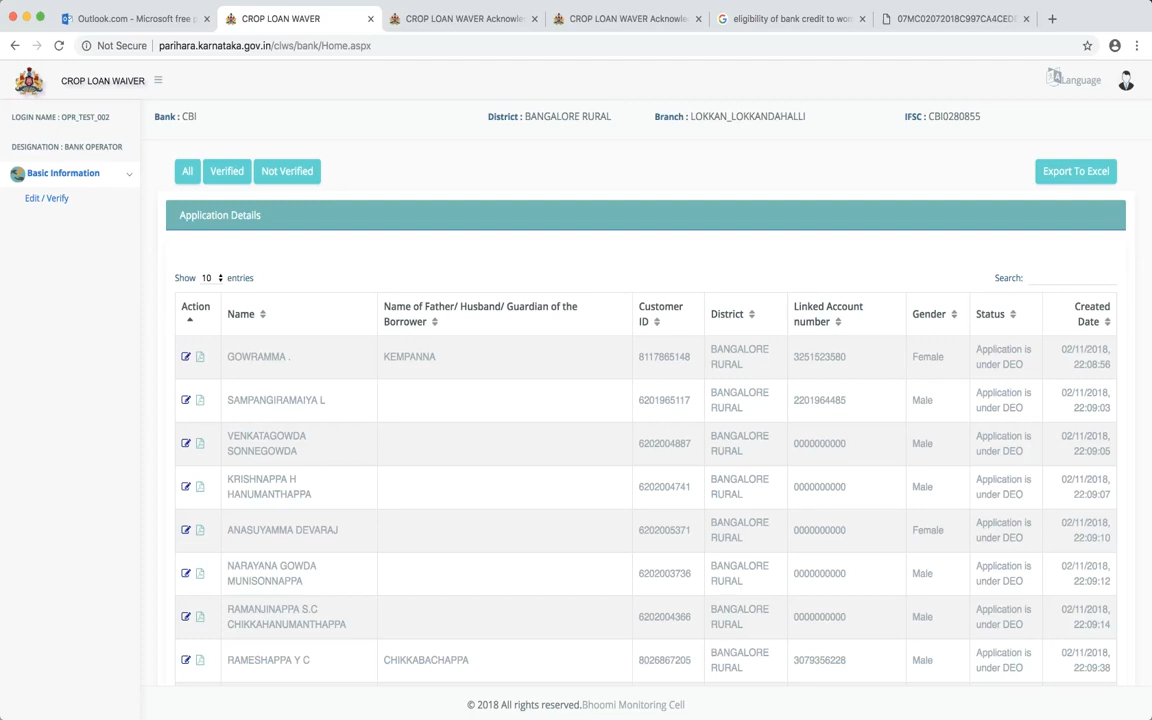 Outlook.com - Microsoft free p
CROP LOAN WAVER
CROP LOAN WAVER Acknowle
CROP LOAN WAVER Acknowle
eligibility of bank credit to wom
07MC02072018C997CA4CEDE
Not Secure | parihara.karnataka.gov.in/clws/bank/Home.aspx
CROP LOAN WAIVER
Language
LOGIN NAME : OPR_TEST_002
Bank : CBI
District : BANGALORE RURAL
Branch : LOKKAN_LOKKANDAHALLI
IFSC : CBI0280855
DESIGNATION : BANK OPERATOR
Basic Information
Edit / Verify
All
Verified
Not Verified
Export To Excel
Application Details
Show 10 entries
Search:
Action
Name
Name of Father/ Husband/ Guardian of the
Borrower
Customer
ID
District
Linked Account
number
Gender
Status
Created
Date
GOWRAMMA .
KEMPANNA
8117865148
BANGALORE
RURAL
3251523580
Female
Application is
under DEO
02/11/2018,
22:08:56
SAMPANGIRAMAIYA L
6201965117
BANGALORE
RURAL
2201964485
Male
Application is
under DEO
02/11/2018,
22:09:03
VENKATAGOWDA
SONNEGOWDA
6202004887
BANGALORE
RURAL
0000000000
Male
Application is
under DEO
02/11/2018,
22:09:05
KRISHNAPPA H
HANUMANTHAPPA
6202004741
BANGALORE
RURAL
0000000000
Male
Application is
under DEO
02/11/2018,
22:09:07
ANASUYAMMA DEVARAJ
6202005371
BANGALORE
RURAL
0000000000
Female
Application is
under DEO
02/11/2018,
22:09:10
NARAYANA GOWDA
MUNISONNAPPA
6202003736
BANGALORE
RURAL
0000000000
Male
Application is
under DEO
02/11/2018,
22:09:12
RAMANJINAPPA S.C
CHIKKAHANUMANTHAPPA
6202004366
BANGALORE
RURAL
0000000000
Male
Application is
under DEO
02/11/2018,
22:09:14
RAMESHAPPA Y C
CHIKKABACHAPPA
8026867205
BANGALORE
RURAL
3079356228
Male
Application is
under DEO
02/11/2018,
22:09:38
© 2018 All rights reserved.Bhoomi Monitoring Cell